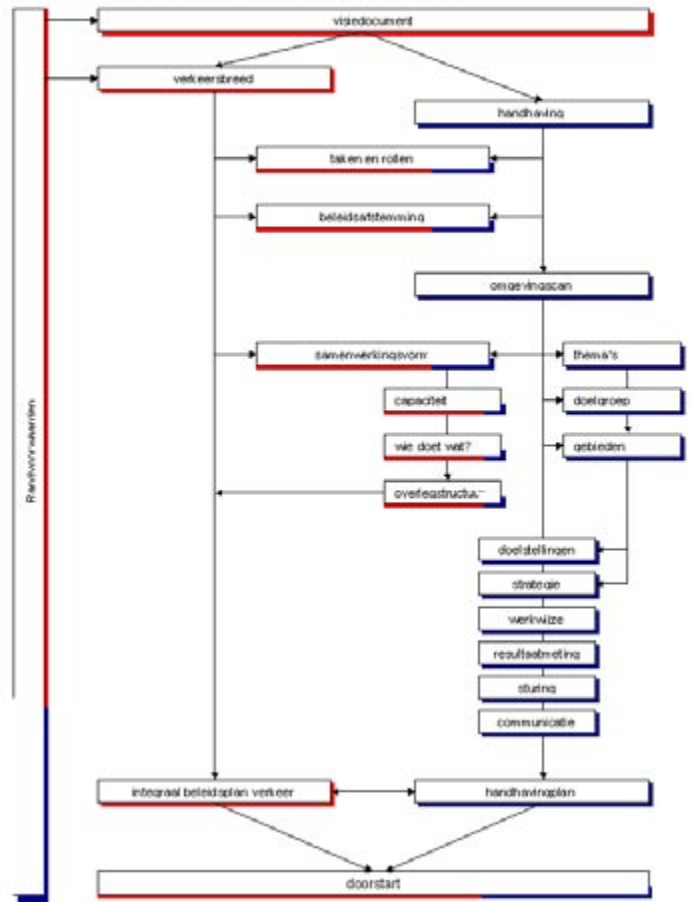 visiedocument
verkeersbreed
handhaving
taken en rollen
beleidsafstemming
omgevingscan
samenwerkingsvorm
thema's
capaciteit
doelgroep
wie doet wat?
gebieden
overlegstructuur
doelstellingen
strategie
werkwijze
resultaatmeting
sturing
communicatie
Randvoorwaarden
integraal beleidsplan verkeer
handhavingplan
doorstart